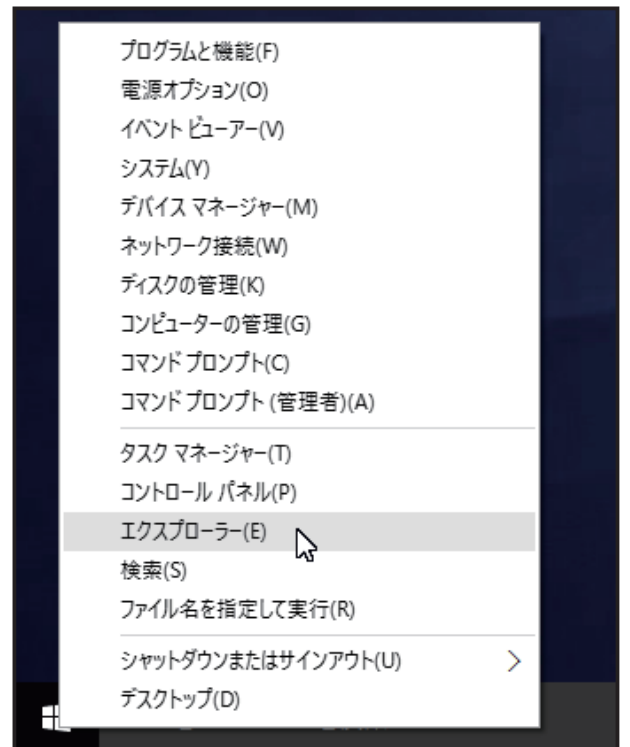 プログラムと機能(F)
電源オプション(O)
イベント ビューアー(V)
システム(Y)
デバイス マネージャー(M)
ネットワーク接続(W)
ディスクの管理(K)
コンピューターの管理(G)
コマンド プロンプト(C)
コマンド プロンプト (管理者)(A)
タスク マネージャー(T)
コントロール パネル(P)
エクスプローラー(E)
検索(S)
ファイル名を指定して実行(R)
シャットダウンまたはサインアウト(U)
デスクトップ(D)